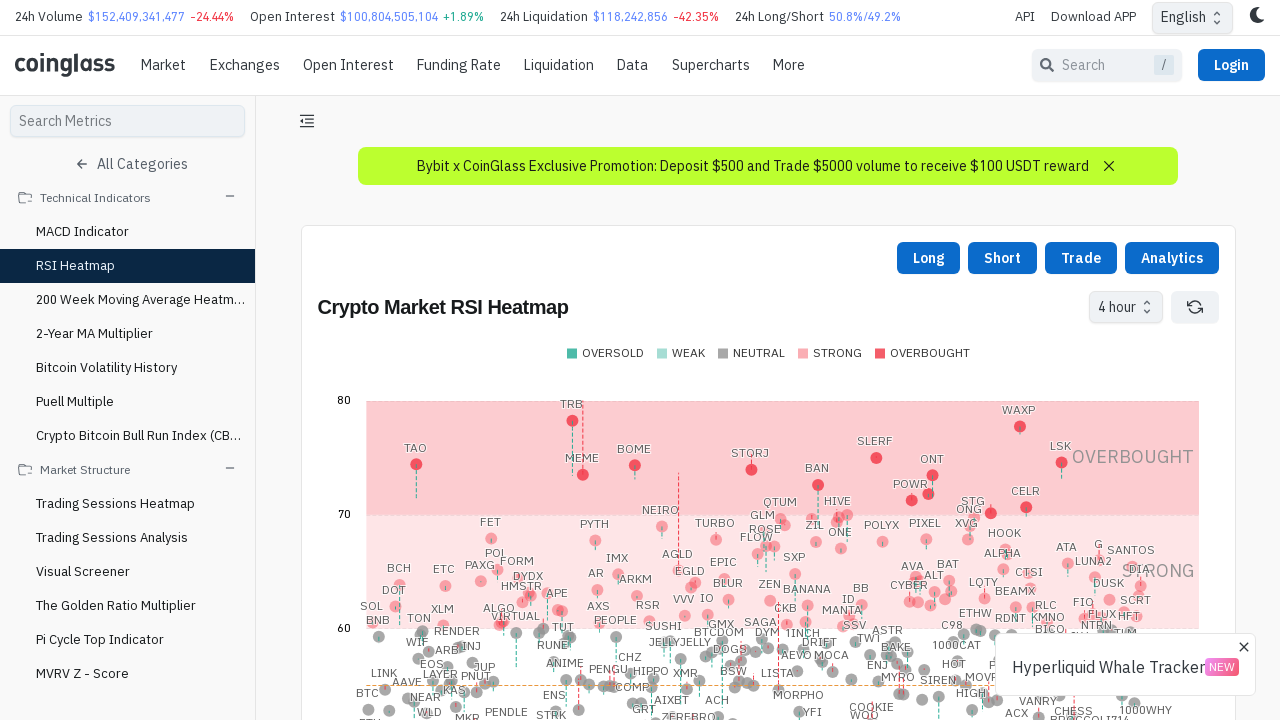 24h Volume $152,409,341,477 -24.44% Open Interest $100,804,505,104 +1.89% 24h Liquidation $118,242,856 -42.35% 24h Long/Short 50.8%/49.2% API Download APP English
coinglass Market Exchanges Open Interest Funding Rate Liquidation Data Supercharts More Search / Login
Search Metrics
All Categories
Technical Indicators
MACD Indicator
RSI Heatmap
200 Week Moving Average Heatm...
2-Year MA Multiplier
Bitcoin Volatility History
Puell Multiple
Crypto Bitcoin Bull Run Index (CB...
Market Structure
Trading Sessions Heatmap
Trading Sessions Analysis
Visual Screener
The Golden Ratio Multiplier
Pi Cycle Top Indicator
MVRV Z - Score
Bybit x CoinGlass Exclusive Promotion: Deposit $500 and Trade $5000 volume to receive $100 USDT reward
Long Short Trade Analytics
Crypto Market RSI Heatmap 4 hour
OVERSOLD WEAK NEUTRAL STRONG OVERBOUGHT
80
TRB WAXP
TAO MEME BOME STORJ BAN SLERF ONT LSK OVERBOUGHT
POWR CELR
70
NEIRO QTUM HIVE STG
FET PYTH TURBO GLM ROSE FLOW ZIL ONE POLYX PIXEL ONG XVG HOOK
BCH ETC POL PAXG FORM IMX AGLD EPIC SXP AVA BAT ALPHA ATA G SANTOS
DOT HMSTR DYDX AR ARKM EGLD BLUR ZEN BANANA BB CYBER ALT LQTY CTSI BEAMX LUNA2 DUSK DIA STRONG
SOL XLM ALGO APE AXS RSR VVV IO CKB ID MANTA RLC FIO SCRT
60
BNB TON VIRTUAL TUT PEOPLE SUSHI GMX SAGA SSV C98 ETHW RDNT KMNO FLUX HFT
WIF RENDER RUNE JELLYJELLY BTCDOM DYM 1INCH DRIFT TWT ASTR 1000CAT BICO NTRN
EOS ARB INJ ANIME CHZ DOGS AEVO MOCA BAKE
LINK LAYER JUP PENGU HIPPO XMR BSW LISTA ENJ HOT
BTC AAVE KAS PNUT COMP MYRO SIREN
NEAR ENS AIXBT ACH MORPHO HIGH VANRY
WLD PENDLE STRK GRT ZEREBRO YFI COOKIE ACX CHESS 1000WHY
Hyperliquid Whale Tracker NEW